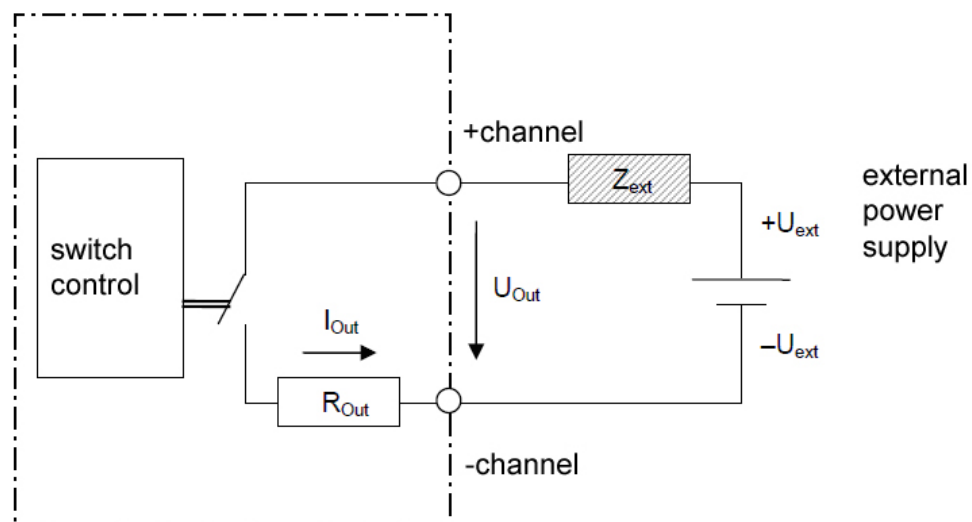 +channel
Z_ext
external
power
supply
+U_ext
switch
control
U_Out
I_Out
–U_ext
R_Out
-channel